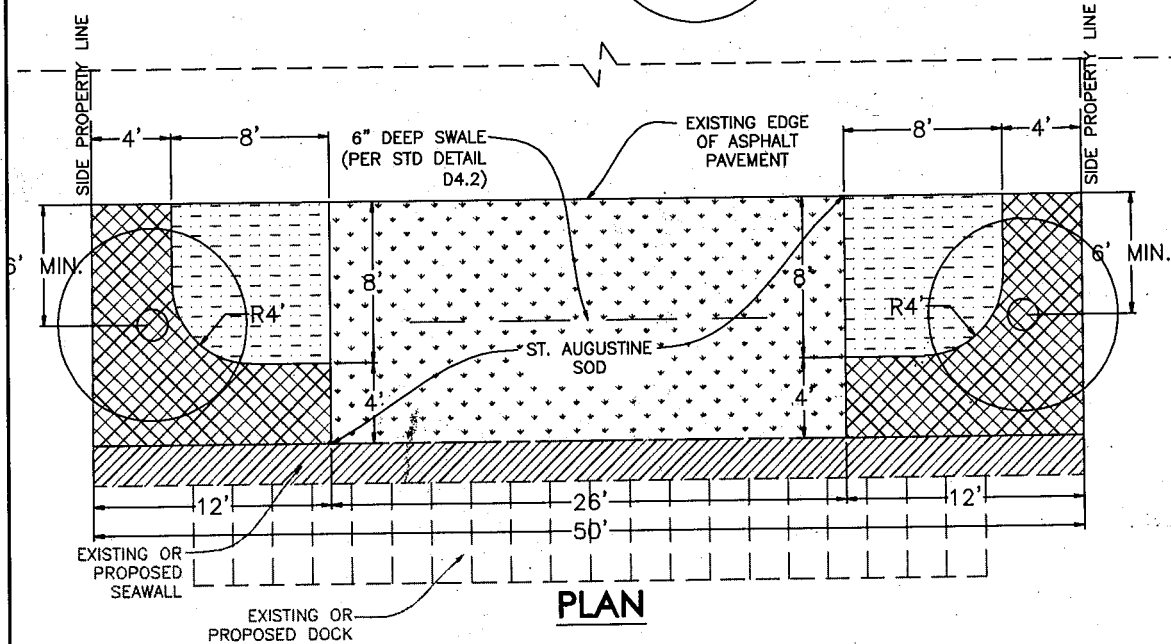 SIDE PROPERTY LINE
SIDE PROPERTY LINE
4'
8'
6" DEEP SWALE
(PER STD DETAIL
D4.2)
EXISTING EDGE
OF ASPHALT
PAVEMENT
8'
4'
6' MIN.
8'
R4'
8'
R4'
6' MIN.
ST. AUGUSTINE
SOD
4'
4'
12'
26'
12'
50'
EXISTING OR
PROPOSED
SEAWALL
EXISTING OR
PROPOSED DOCK
PLAN